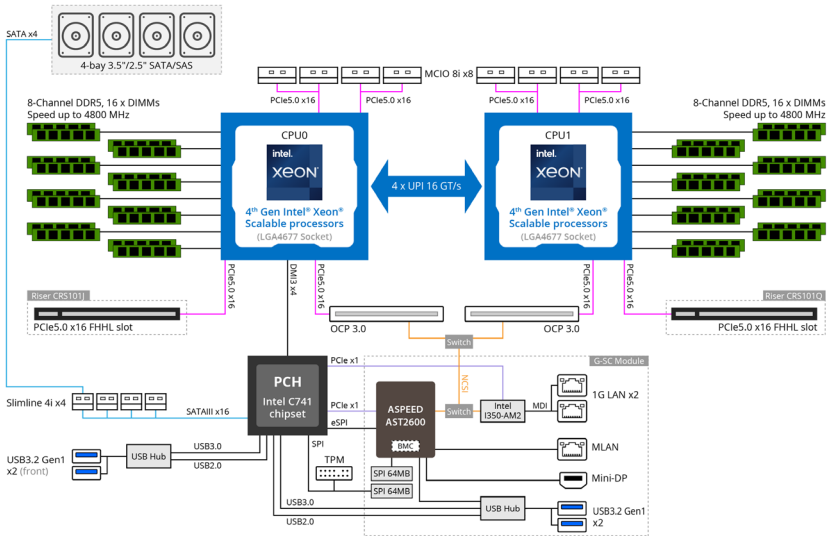 SATA x4
4-bay 3.5"/2.5" SATA/SAS
MCIO 8i x8
PCIe5.0 x16
PCIe5.0 x16
PCIe5.0 x16
PCIe5.0 x16
8-Channel DDR5, 16 x DIMMs
Speed up to 4800 MHz
8-Channel DDR5, 16 x DIMMs
Speed up to 4800 MHz
CPU0
intel.
XEON®
4th Gen Intel® Xeon®
Scalable processors
(LGA4677 Socket)
4 x UPI 16 GT/s
CPU1
intel.
XEON®
4th Gen Intel® Xeon®
Scalable processors
(LGA4677 Socket)
PCIe5.0 x16
DMI3 x4
PCIe5.0 x16
PCIe5.0 x16
PCIe5.0 x16
Riser CRS101J
PCIe5.0 x16 FHHL slot
OCP 3.0
OCP 3.0
Riser CRS101Q
PCIe5.0 x16 FHHL slot
Switch
NCSI
G-SC Module
PCH
Intel C741
chipset
PCIe x1
PCIe x1
eSPI
ASPEED
AST2600
BMC
Switch
Intel
I350-AM2
MDI
1G LAN x2
Slimline 4i x4
SATAIII x16
MLAN
Mini-DP
SPI
TPM
SPI 64MB
SPI 64MB
USB3.2 Gen1
x2 (front)
USB Hub
USB3.0
USB2.0
USB3.0
USB2.0
USB Hub
USB3.2 Gen1
x2